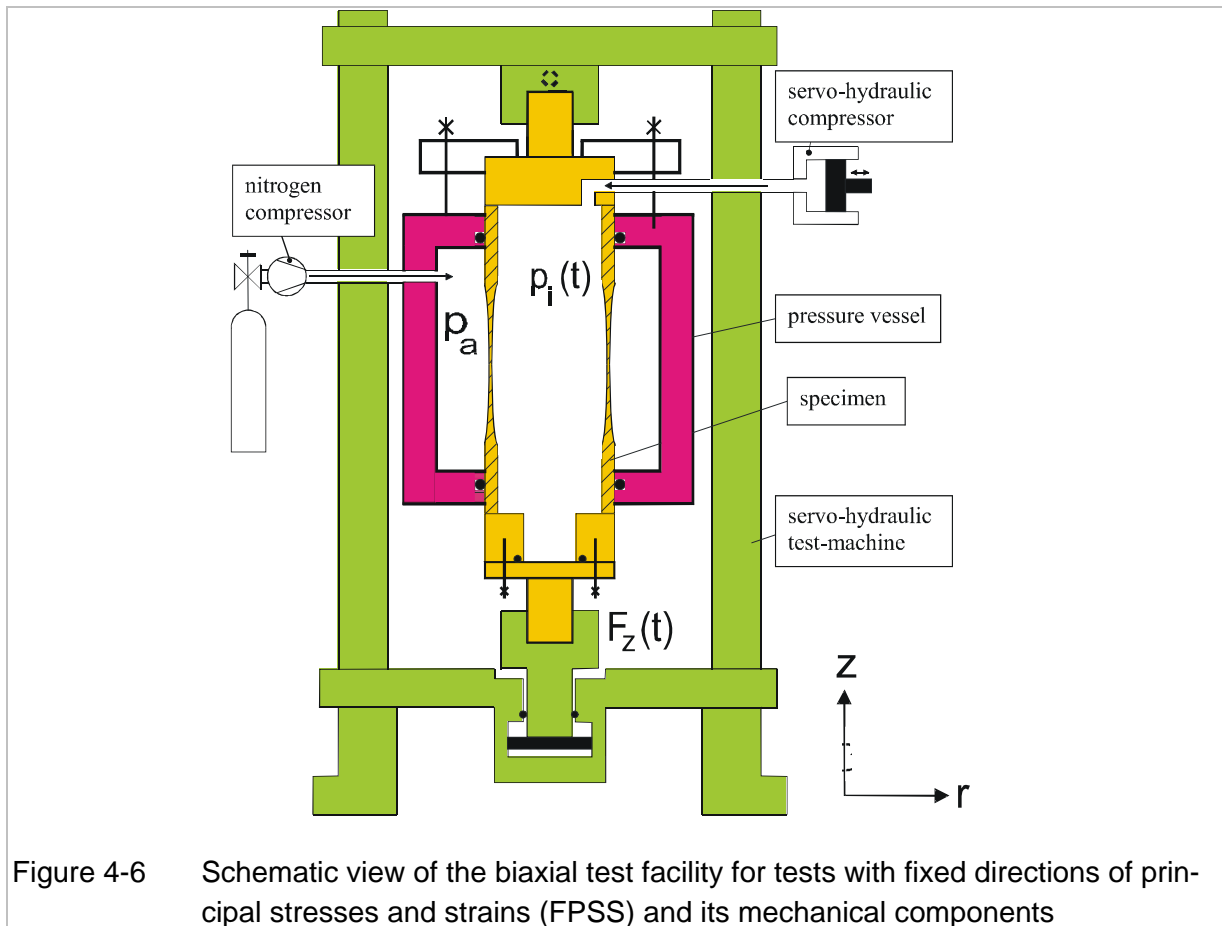 servo-hydraulic
compressor
nitrogen
compressor
p_i(t)
p_a
pressure vessel
specimen
servo-hydraulic
test-machine
F_z(t)
z
r
Figure 4-6 Schematic view of the biaxial test facility for tests with fixed directions of prin-
cipal stresses and strains (FPSS) and its mechanical components